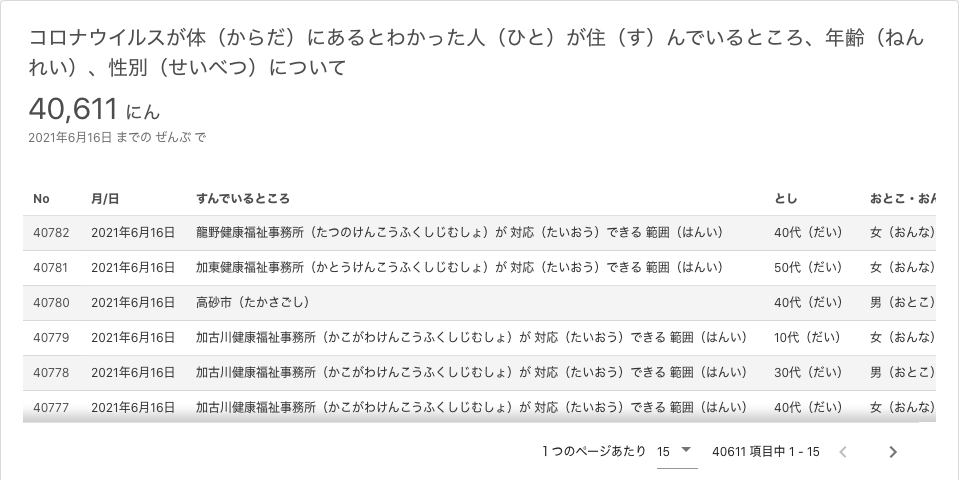 コロナウイルスが体（からだ）にあるとわかった人（ひと）が住（す）んでいるところ、年齢（ねん
れい）、性別（せいべつ）について
40,611 にん
2021年6月16日 までの ぜんぶ で
No 月/日 すんでいるところ とし おとこ・おん
40782 2021年6月16日 龍野健康福祉事務所（たつのけんこうふくしじむしょ）が 対応（たいおう）できる 範囲（はんい） 40代（だい） 女（おんな）
40781 2021年6月16日 加東健康福祉事務所（かとうけんこうふくしじむしょ）が 対応（たいおう）できる 範囲（はんい） 50代（だい） 女（おんな）
40780 2021年6月16日 高砂市（たかさごし） 40代（だい） 男（おとこ）
40779 2021年6月16日 加古川健康福祉事務所（かこがわけんこうふくしじむしょ）が 対応（たいおう）できる 範囲（はんい） 10代（だい） 女（おんな）
40778 2021年6月16日 加古川健康福祉事務所（かこがわけんこうふくしじむしょ）が 対応（たいおう）できる 範囲（はんい） 30代（だい） 男（おとこ）
40777 2021年6月16日 加古川健康福祉事務所（かこがわけんこうふくしじむしょ）が 対応（たいおう）できる 範囲（はんい） 40代（だい） 女（おんな）
１つのページあたり 15 40611 項目中 1 - 15